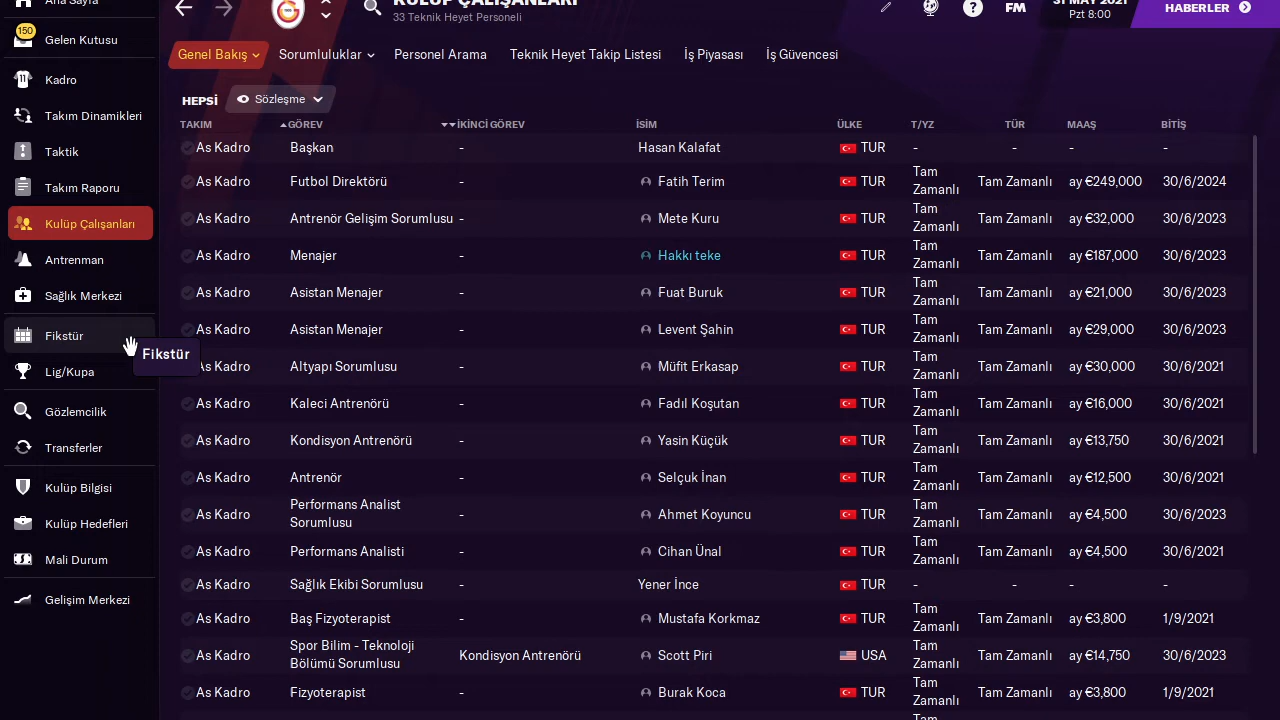 Ana Sayfa
150
Gelen Kutusu
11
Kadro
Takım Dinamikleri
Taktik
Takım Raporu
Kulüp Çalışanları
Antrenman
Sağlık Merkezi
Fikstür
Fikstür
Lig/Kupa
Gözlemcilik
Transferler
Kulüp Bilgisi
Kulüp Hedefleri
Mali Durum
Gelişim Merkezi
KULÜP ÇALIŞANLARI
33 Teknik Heyet Personeli
? FM
31 MAY 2021
Pzt 8:00
HABERLER
Genel Bakış Sorumluluklar Personel Arama Teknik Heyet Takip Listesi İş Piyasası İş Güvencesi
HEPSİ Sözleşme
TAKIM GÖREV İKİNCİ GÖREV İSİM ÜLKE T/YZ TÜR MAAŞ BİTİŞ
As Kadro Başkan - Hasan Kalafat TUR - - - -
As Kadro Futbol Direktörü - Fatih Terim TUR Tam Zamanlı Tam Zamanlı ay €249,000 30/6/2024
As Kadro Antrenör Gelişim Sorumlusu - Mete Kuru TUR Tam Zamanlı Tam Zamanlı ay €32,000 30/6/2023
As Kadro Menajer - Hakkı teke TUR Tam Zamanlı Tam Zamanlı ay €187,000 30/6/2023
As Kadro Asistan Menajer - Fuat Buruk TUR Tam Zamanlı Tam Zamanlı ay €21,000 30/6/2023
As Kadro Asistan Menajer - Levent Şahin TUR Tam Zamanlı Tam Zamanlı ay €29,000 30/6/2023
As Kadro Altyapı Sorumlusu - Müfit Erkasap TUR Tam Zamanlı Tam Zamanlı ay €30,000 30/6/2021
As Kadro Kaleci Antrenörü - Fadıl Koşutan TUR Tam Zamanlı Tam Zamanlı ay €16,000 30/6/2021
As Kadro Kondisyon Antrenörü - Yasin Küçük TUR Tam Zamanlı Tam Zamanlı ay €13,750 30/6/2021
As Kadro Antrenör - Selçuk İnan TUR Tam Zamanlı Tam Zamanlı ay €12,500 30/6/2021
As Kadro Performans Analist Sorumlusu - Ahmet Koyuncu TUR Tam Zamanlı Tam Zamanlı ay €4,500 30/6/2023
As Kadro Performans Analisti - Cihan Ünal TUR Tam Zamanlı Tam Zamanlı ay €4,500 30/6/2021
As Kadro Sağlık Ekibi Sorumlusu - Yener İnce TUR - - - -
As Kadro Baş Fizyoterapist - Mustafa Korkmaz TUR Tam Zamanlı Tam Zamanlı ay €3,800 1/9/2021
As Kadro Spor Bilim - Teknoloji Bölümü Sorumlusu Kondisyon Antrenörü Scott Piri USA Tam Zamanlı Tam Zamanlı ay €14,750 30/6/2023
As Kadro Fizyoterapist - Burak Koca TUR Tam Zamanlı Tam Zamanlı ay €3,800 1/9/2021
Tam